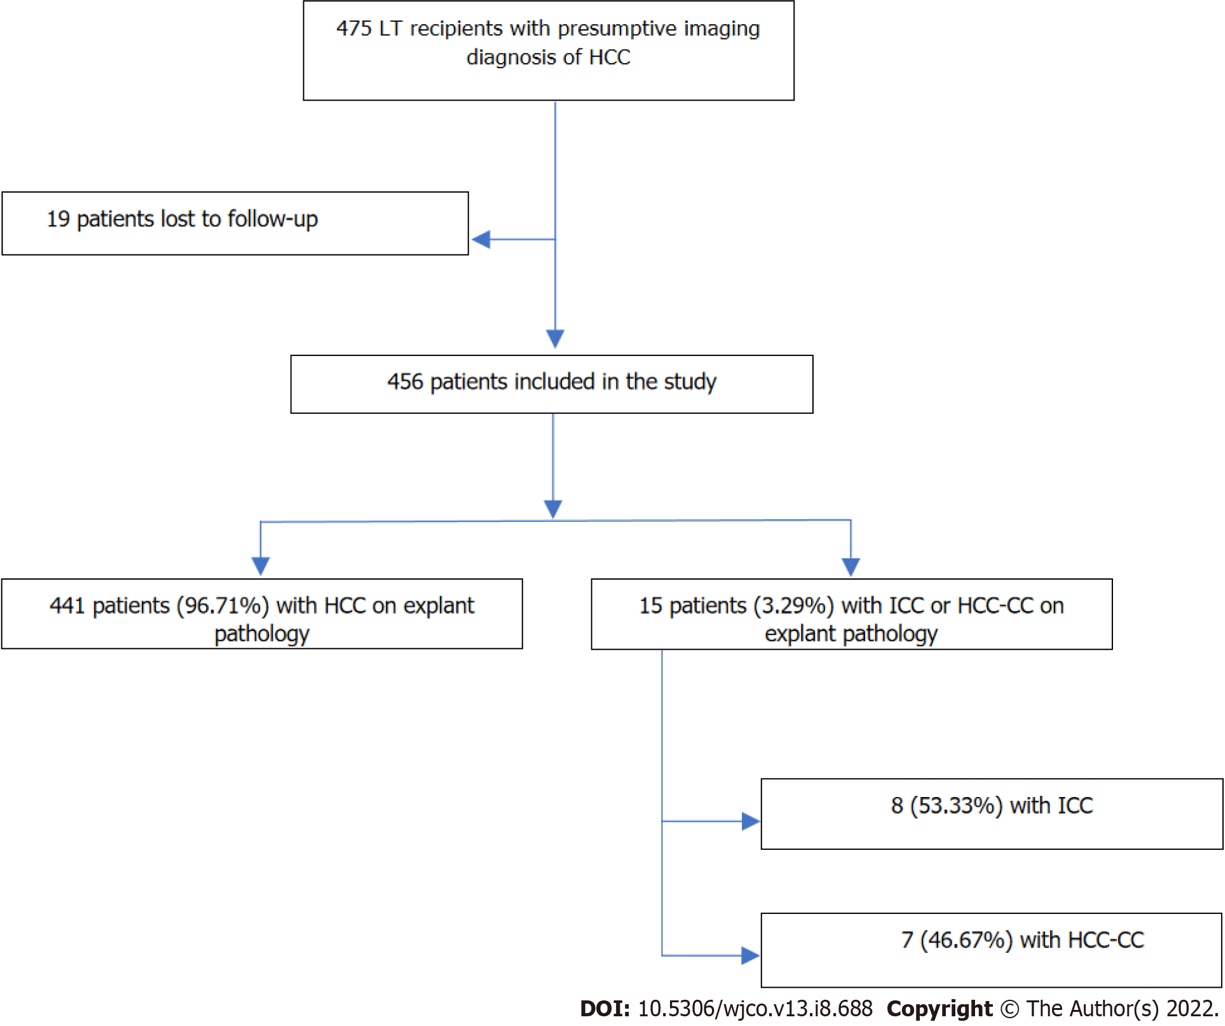 475 LT recipients with presumptive imaging
diagnosis of HCC
19 patients lost to follow-up
456 patients included in the study
441 patients (96.71%) with HCC on explant
pathology
15 patients (3.29%) with ICC or HCC-CC on
explant pathology
8 (53.33%) with ICC
7 (46.67%) with HCC-CC
DOI: 10.5306/wjco.v13.i8.688 Copyright © The Author(s) 2022.